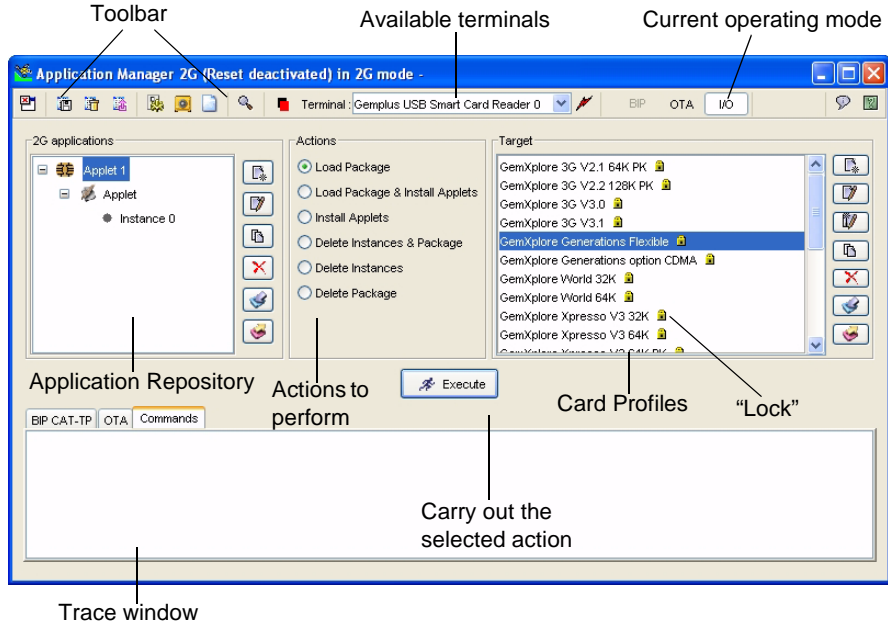 Toolbar
Available terminals
Current operating mode
Application Manager 2G (Reset deactivated) in 2G mode -
Terminal : Gemplus USB Smart Card Reader 0
BIP
OTA
I/O
2G applications
Applet 1
Applet
Instance 0
Actions
Load Package
Load Package & Install Applets
Install Applets
Delete Instances & Package
Delete Instances
Delete Package
Target
GemXplore 3G V2.1 64K PK
GemXplore 3G V2.2 128K PK
GemXplore 3G V3.0
GemXplore 3G V3.1
GemXplore Generations Flexible
GemXplore Generations option CDMA
GemXplore World 32K
GemXplore World 64K
GemXplore Xpresso V3 32K
GemXplore Xpresso V3 64K
GemXplore Xpresso V3 64K PK
Application Repository
Actions to
perform
Execute
Card Profiles
“Lock”
BIP CAT-TP
OTA
Commands
Carry out the
selected action
Trace window